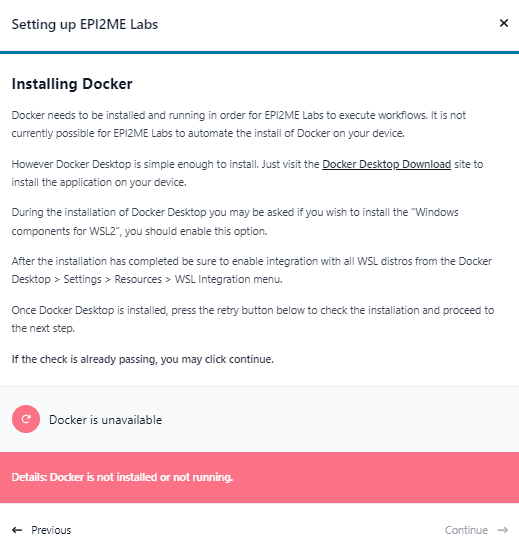 Setting up EPI2ME Labs
Installing Docker
Docker needs to be installed and running in order for EPI2ME Labs to execute workflows. It is not
currently possible for EPI2ME Labs to automate the install of Docker on your device.
However Docker Desktop is simple enough to install. Just visit the Docker Desktop Download site to
install the application on your device.
During the installation of Docker Desktop you may be asked if you wish to install the "Windows
components for WSL2", you should enable this option.
After the installation has completed be sure to enable integration with all WSL distros from the Docker
Desktop > Settings > Resources > WSL Integration menu.
Once Docker Desktop is installed, press the retry button below to check the installation and proceed to
the next step.
If the check is already passing, you may click continue.
Docker is unavailable
Details: Docker is not installed or not running.
Previous
Continue